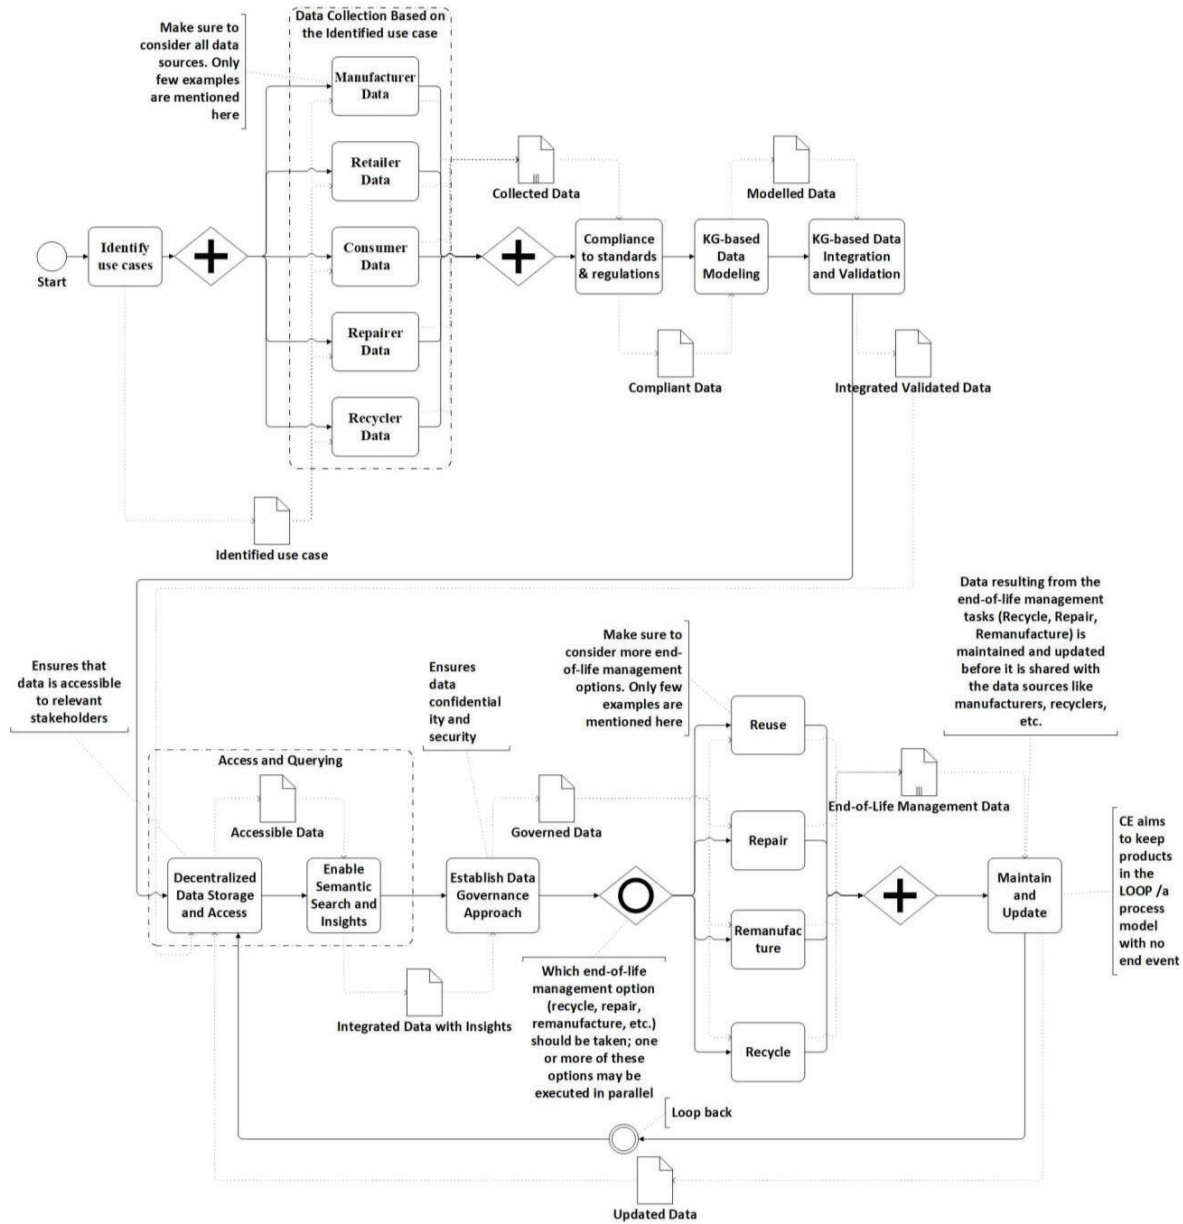 Make sure to
consider all data
sources. Only
few examples
are mentioned
here
Data Collection Based on
the Identified use case
Manufacturer
Data
Retailer
Data
Consumer
Data
Repairer
Data
Recycler
Data
Start
Identify
use cases
Identified use case
Collected Data
Compliance
to standards
& regulations
Compliant Data
KG-based
Data
Modeling
Modelled Data
KG-based Data
Integration
and Validation
Integrated Validated Data
Ensures that
data is accessible
to relevant
stakeholders
Access and Querying
Accessible Data
Decentralized
Data Storage
and Access
Enable
Semantic
Search and
Insights
Integrated Data with Insights
Ensures
data
confidential
ity and
security
Establish Data
Governance
Approach
Governed Data
Which end-of-life
management option
(recycle, repair,
remanufacture, etc.)
should be taken; one
or more of these
options may be
executed in parallel
Make sure to
consider more end-
of-life management
options. Only few
examples are
mentioned here
Reuse
Repair
Remanufac
ture
Recycle
End-of-Life Management Data
Data resulting from the
end-of-life management
tasks (Recycle, Repair,
Remanufacture) is
maintained and updated
before it is shared with
the data sources like
manufacturers, recyclers,
etc.
Maintain
and
Update
CE aims
to keep
products
in the
LOOP /a
process
model
with no
end event
Loop back
Updated Data